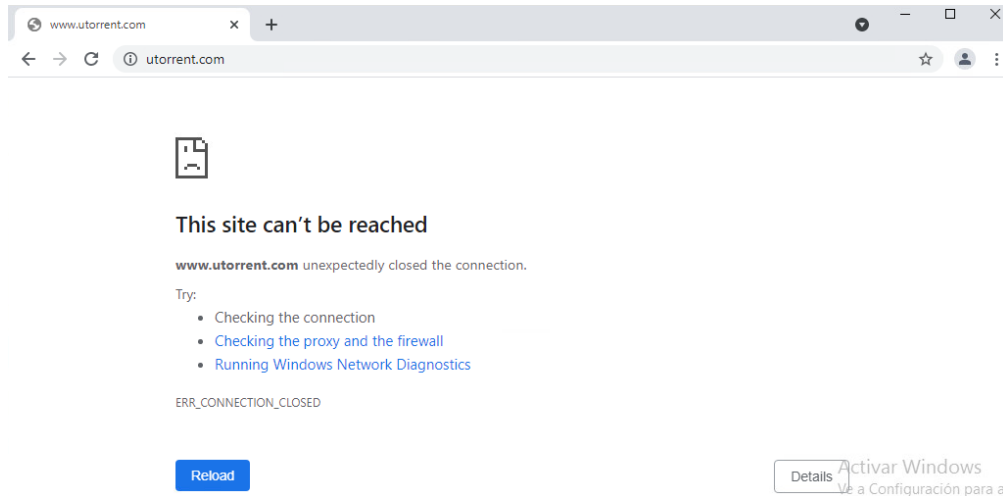 www.utorrent.com
utorrent.com
This site can’t be reached
www.utorrent.com unexpectedly closed the connection.
Try:
Checking the connection
Checking the proxy and the firewall
Running Windows Network Diagnostics
ERR_CONNECTION_CLOSED
Reload
Details
Activar Windows
Ve a Configuración para a